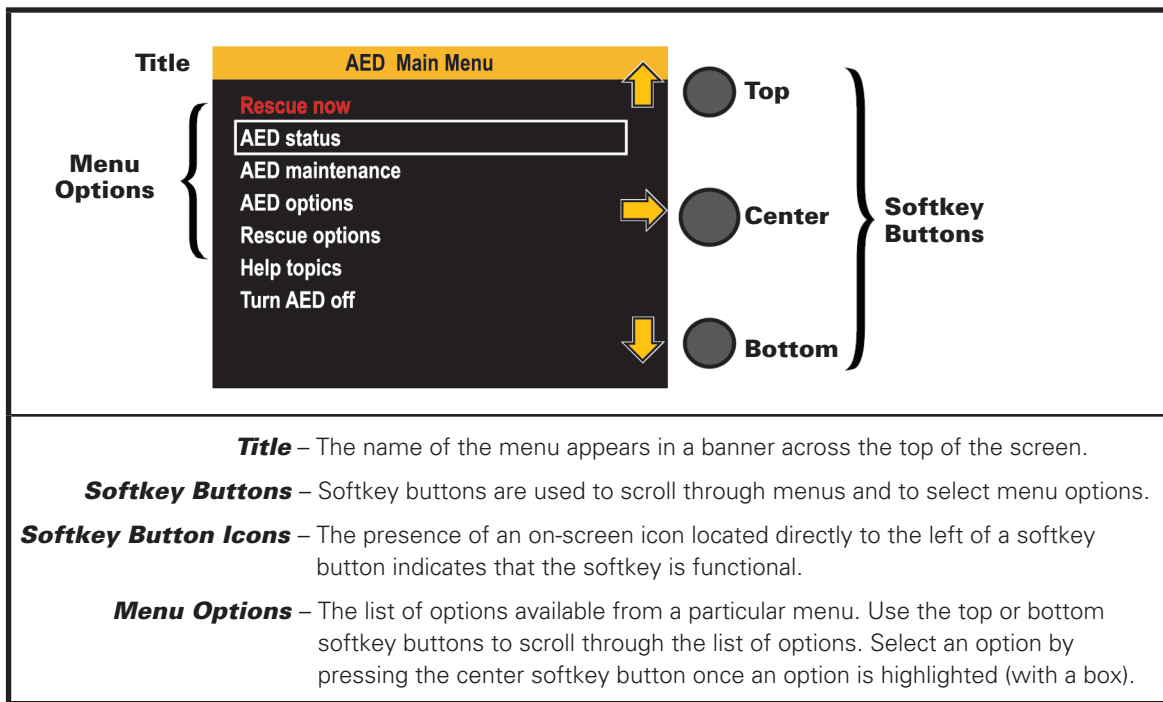 Title
AED Main Menu
Top
Rescue now
AED status
Menu
Options
AED maintenance
AED options
Center
Softkey
Buttons
Rescue options
Help topics
Turn AED off
Bottom
Title – The name of the menu appears in a banner across the top of the screen.
Softkey Buttons – Softkey buttons are used to scroll through menus and to select menu options.
Softkey Button Icons – The presence of an on-screen icon located directly to the left of a softkey
button indicates that the softkey is functional.
Menu Options – The list of options available from a particular menu. Use the top or bottom
softkey buttons to scroll through the list of options. Select an option by
pressing the center softkey button once an option is highlighted (with a box).